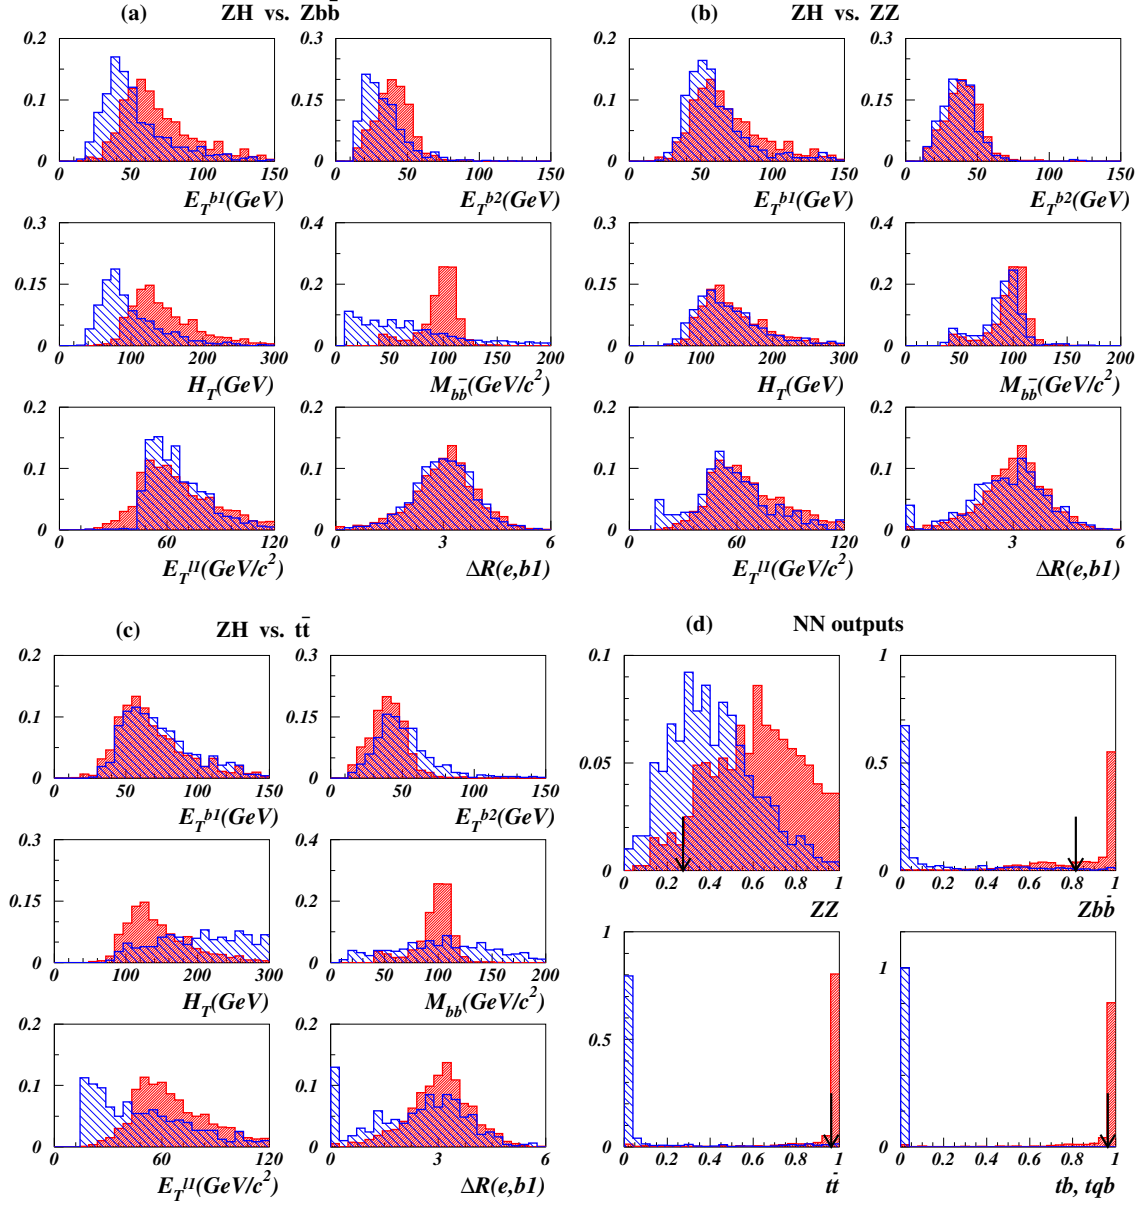 (a) ZH vs. Zbb̄
(b) ZH vs. ZZ
0.2 0.1 0 0 50 100 150
E_T^b1(GeV)
0.3 0.15 0 0 50 100 150
E_T^b2(GeV)
0.2 0.1 0 0 50 100 150
E_T^b1(GeV)
0.3 0.15 0 0 50 100 150
E_T^b2(GeV)
0.3 0.15 0 0 100 200 300
H_T(GeV)
0.4 0.2 0 0 50 100 150 200
M_bb̄(GeV/c^2)
0.3 0.15 0 0 100 200 300
H_T(GeV)
0.4 0.2 0 0 50 100 150 200
M_bb̄(GeV/c^2)
0.2 0.1 0 0 60 120
E_T^l1(GeV/c^2)
0.2 0.1 0 0 3 6
ΔR(e,b1)
0.2 0.1 0 0 60 120
E_T^l1(GeV/c^2)
0.2 0.1 0 0 3 6
ΔR(e,b1)
(c) ZH vs. tt̄
(d) NN outputs
0.2 0.1 0 0 50 100 150
E_T^b1(GeV)
0.3 0.15 0 0 50 100 150
E_T^b2(GeV)
0.3 0.15 0 0 100 200 300
H_T(GeV)
0.4 0.2 0 0 50 100 150 200
M_bb(GeV/c^2)
0.2 0.1 0 0 60 120
E_T^l1(GeV/c^2)
0.2 0.1 0 0 3 6
ΔR(e,b1)
0.1 0.05 0 0 0.2 0.4 0.6 0.8 1
ZZ
1 0.5 0 0 0.2 0.4 0.6 0.8 1
Zbb̄
1 0.5 0 0 0.2 0.4 0.6 0.8 1
tt̄
1 0 0 0.2 0.4 0.6 0.8 1
tb, tqb